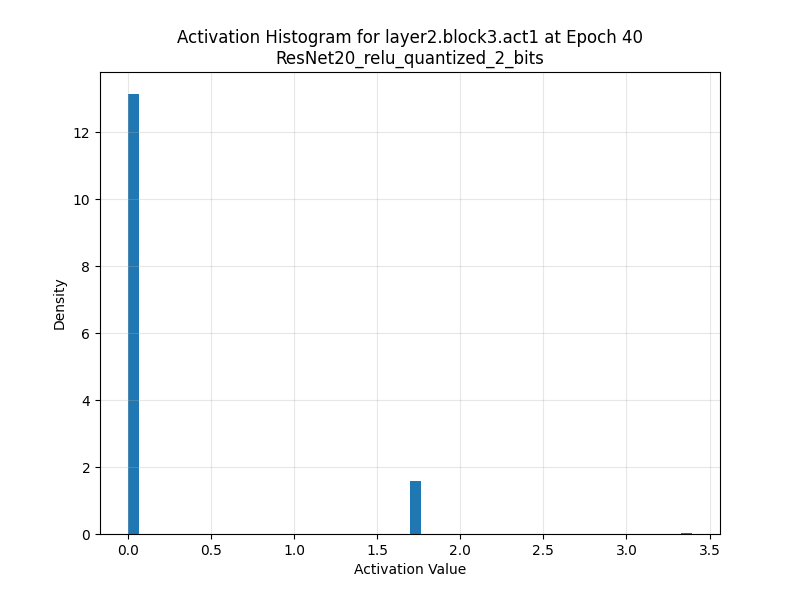 Activation Histogram for layer2.block3.act1 at Epoch 40
ResNet20_relu_quantized_2_bits
12
10
8
6
4
2
0
Density
0.0 0.5 1.0 1.5 2.0 2.5 3.0 3.5
Activation Value